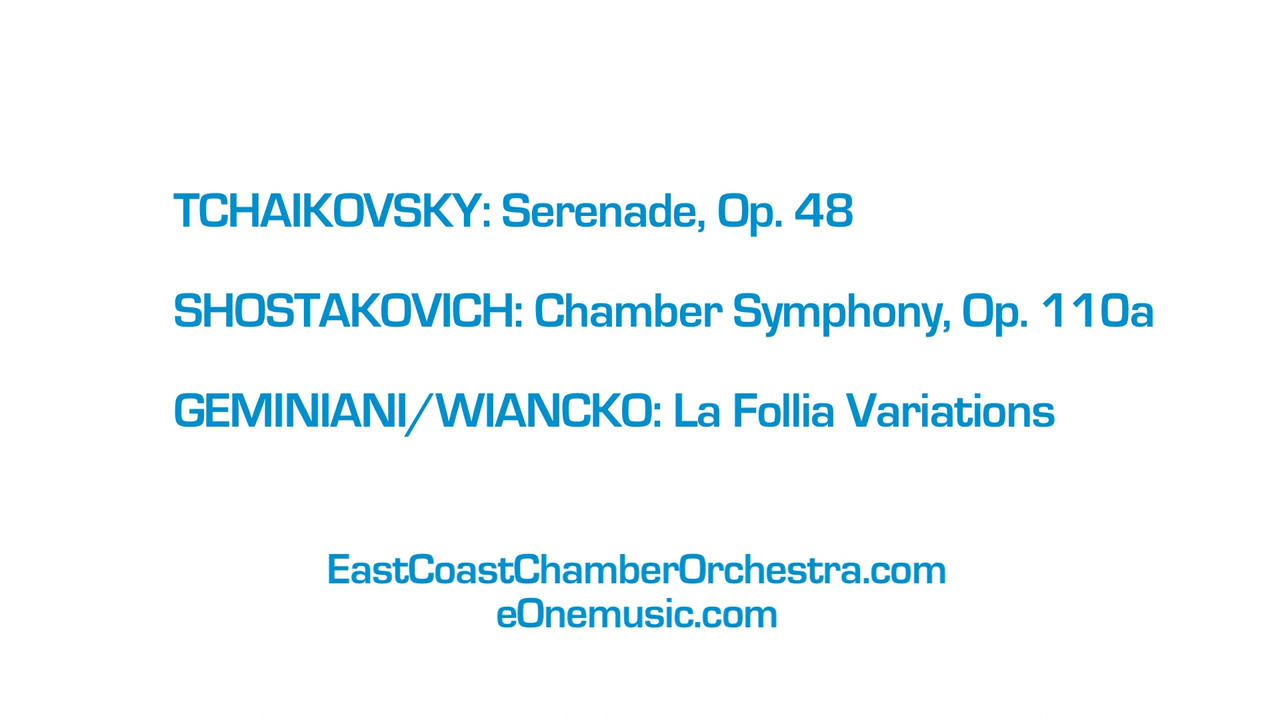 TCHAIKOVSKY: Serenade, Op. 48
SHOSTAKOVICH: Chamber Symphony, Op. 110a
GEMINIANI/WIANCKO: La Follia Variations
EastCoastChamberOrchestra.com
eOnemusic.com